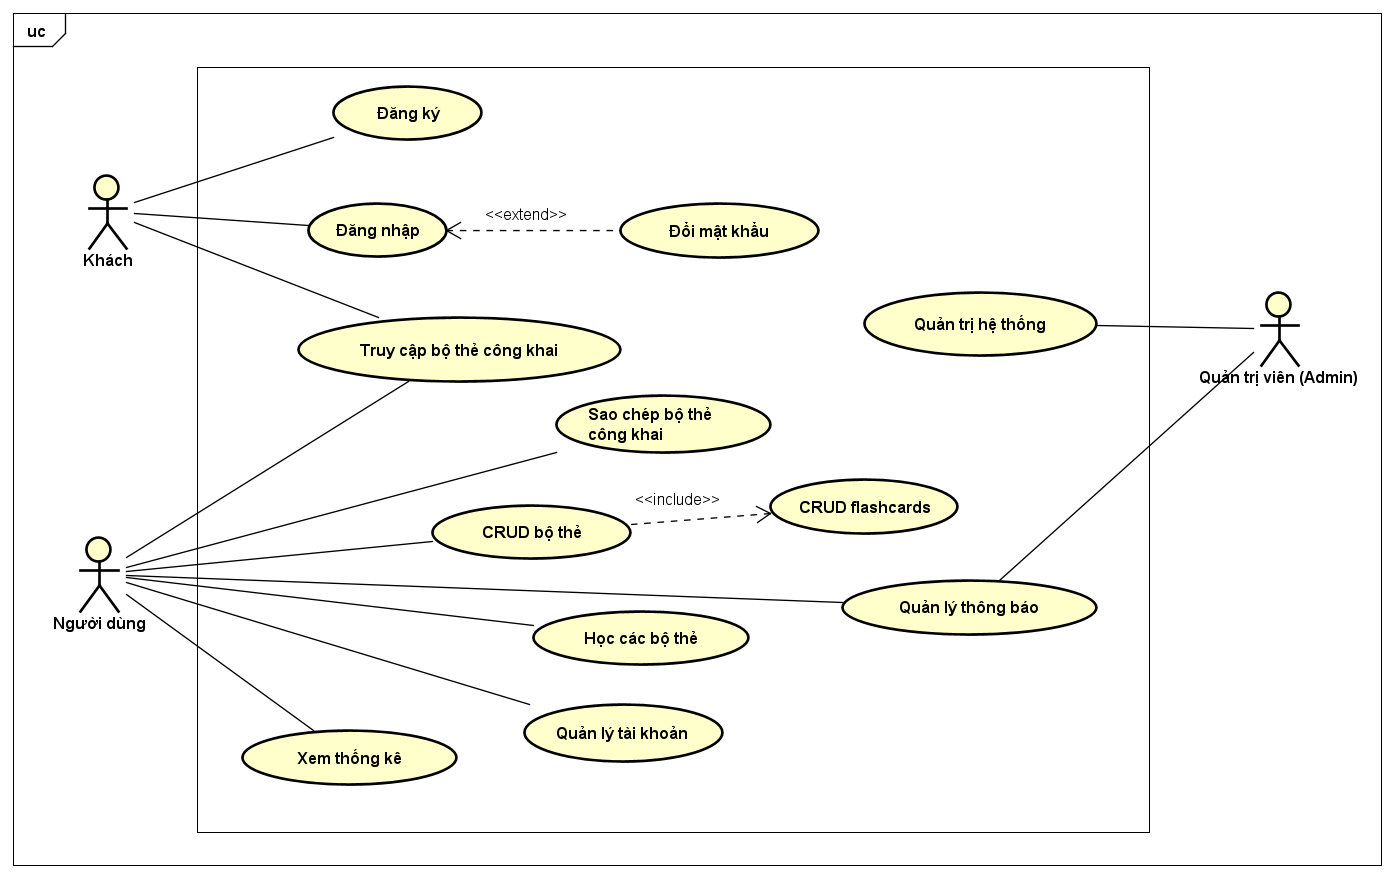 uc
Đăng ký
Khách
Đăng nhập
<<extend>>
Đổi mật khẩu
Truy cập bộ thẻ công khai
Quản trị hệ thống
Quản trị viên (Admin)
Sao chép bộ thẻ
công khai
CRUD bộ thẻ
<<include>>
CRUD flashcards
Người dùng
Quản lý thông báo
Học các bộ thẻ
Quản lý tài khoản
Xem thống kê